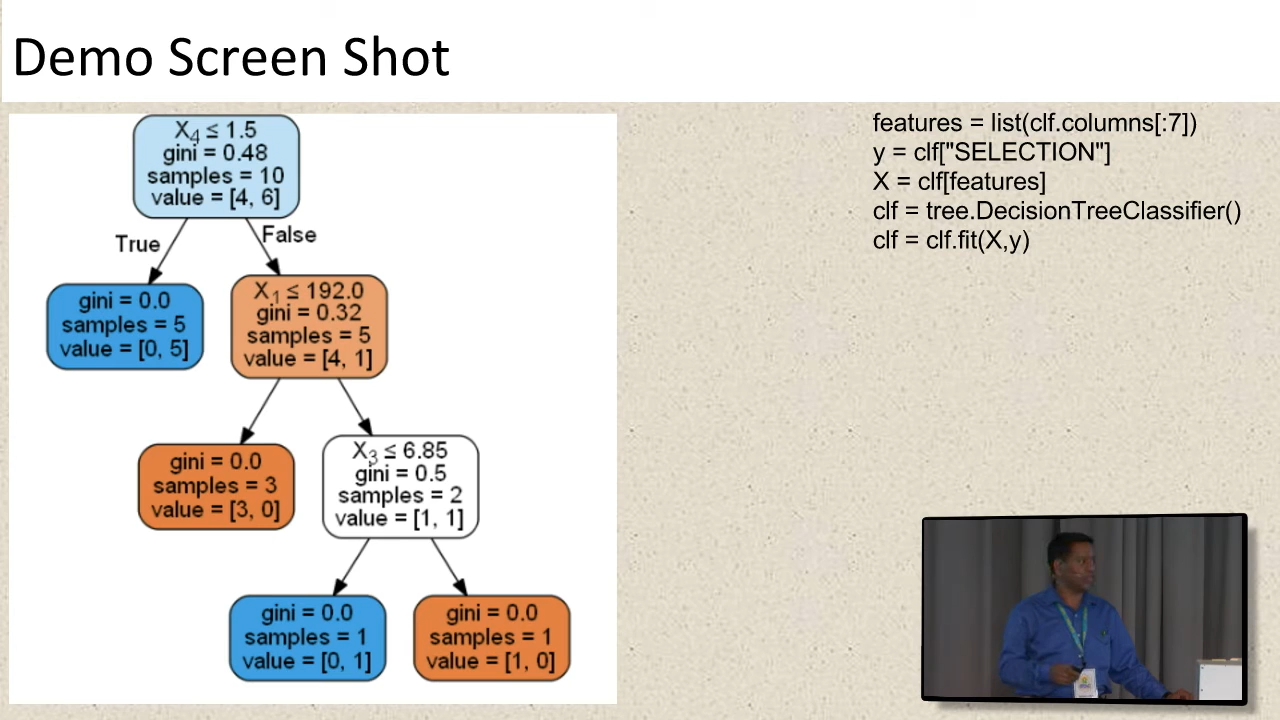 Demo Screen Shot
X4 ≤ 1.5
gini = 0.48
samples = 10
value = [4, 6]
True
False
gini = 0.0
samples = 5
value = [0, 5]
X1 ≤ 192.0
gini = 0.32
samples = 5
value = [4, 1]
gini = 0.0
samples = 3
value = [3, 0]
X3 ≤ 6.85
gini = 0.5
samples = 2
value = [1, 1]
gini = 0.0
samples = 1
value = [0, 1]
gini = 0.0
samples = 1
value = [1, 0]
features = list(clf.columns[:7])
y = clf["SELECTION"]
X = clf[features]
clf = tree.DecisionTreeClassifier()
clf = clf.fit(X,y)